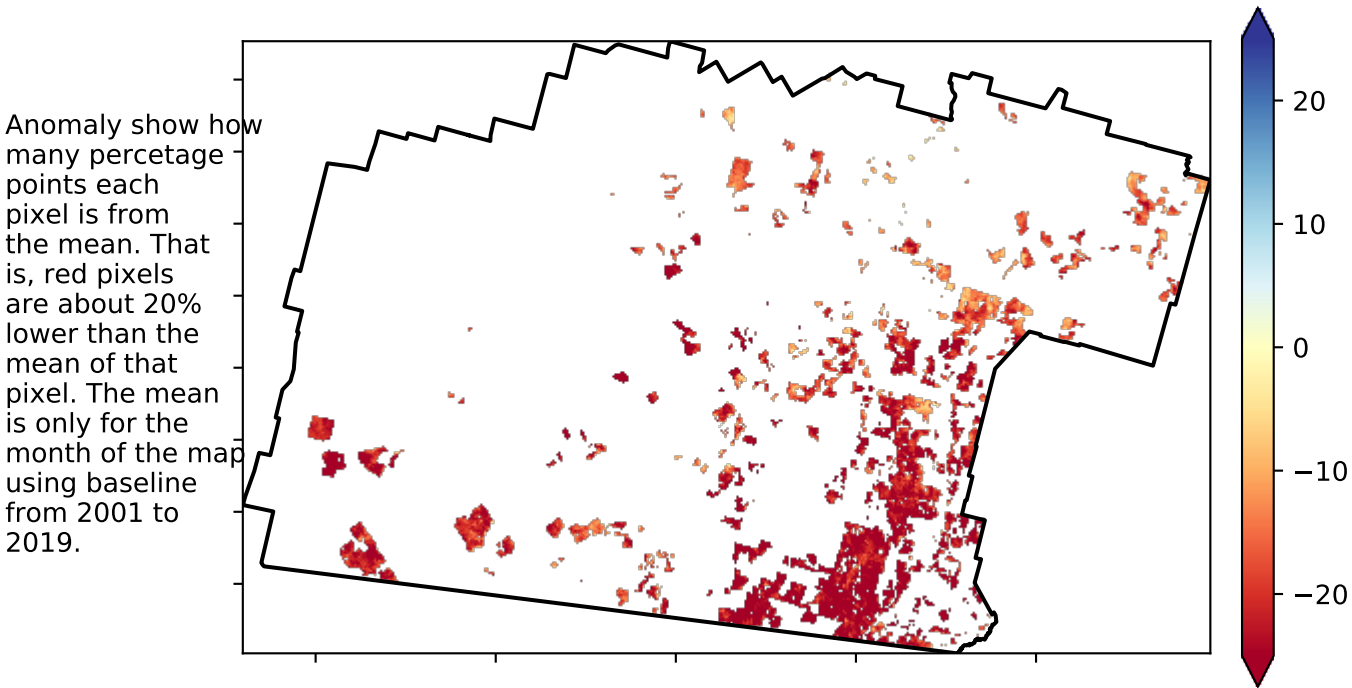 Anomaly show how
many percetage
points each
pixel is from
the mean. That
is, red pixels
are about 20%
lower than the
mean of that
pixel. The mean
is only for the
month of the map
using baseline
from 2001 to
2019.
20
10
0
−10
−20